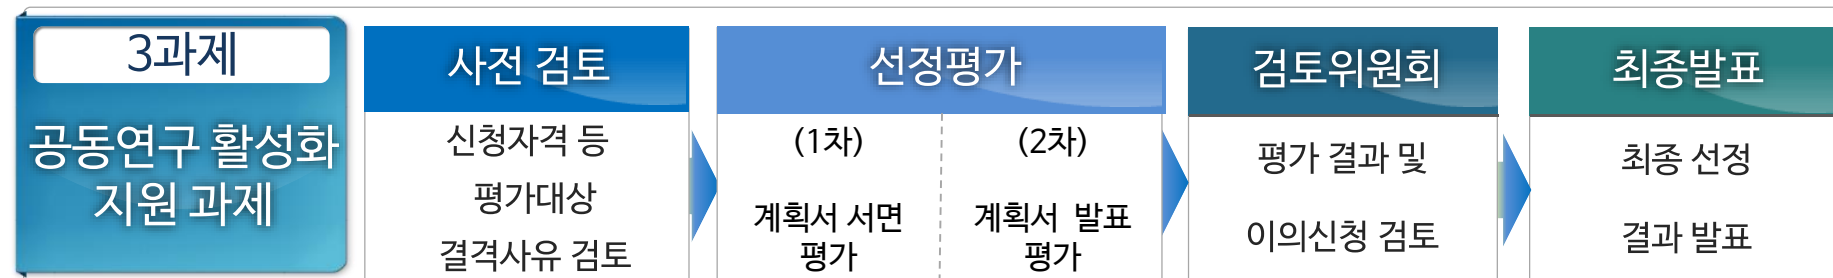 3과제
공동연구 활성화
지원 과제
사전 검토
신청자격 등
평가대상
결격사유 검토
선정평가
(1차)
계획서 서면
평가
(2차)
계획서 발표
평가
검토위원회
평가 결과 및
이의신청 검토
최종발표
최종 선정
결과 발표